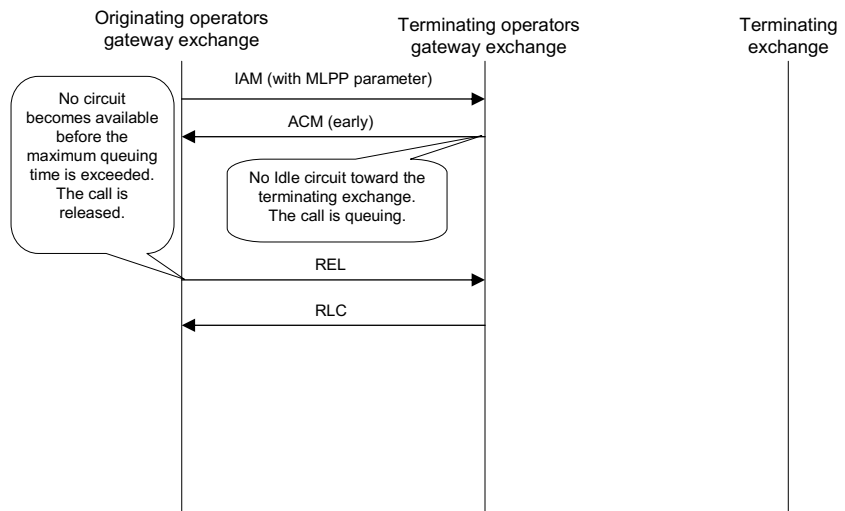 Originating operators
gateway exchange
Terminating operators
gateway exchange
Terminating
exchange
IAM (with MLPP parameter)
No circuit
becomes available
before the
maximum queuing
time is exceeded.
The call is
released.
ACM (early)
No Idle circuit toward the
terminating exchange.
The call is queuing.
REL
RLC